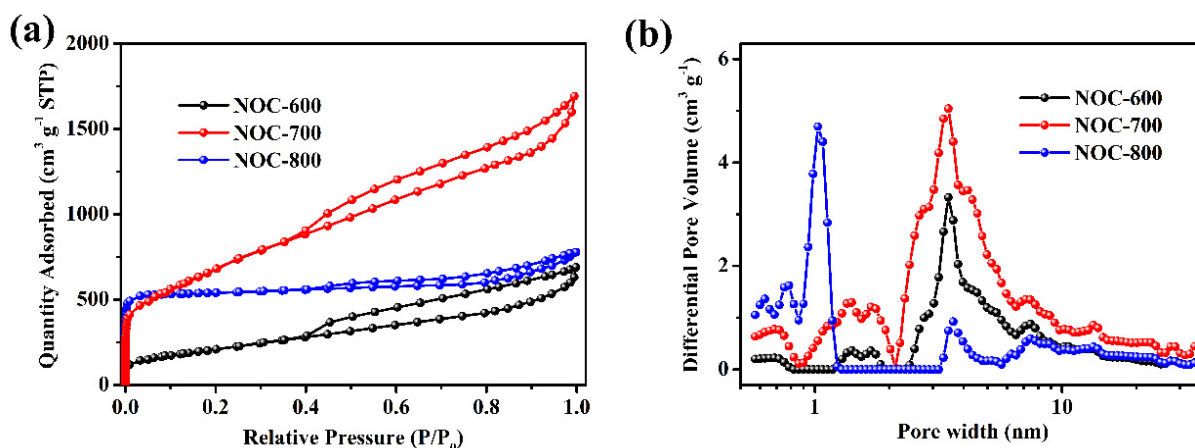 (a)
2000
1500
1000
500
0
Quantity Adsorbed (cm³ g⁻¹ STP)
NOC-600
NOC-700
NOC-800
0.0 0.2 0.4 0.6 0.8 1.0
Relative Pressure (P/P₀)
(b)
6
4
2
0
Differential Pore Volume (cm³ g⁻¹)
NOC-600
NOC-700
NOC-800
1 10
Pore width (nm)